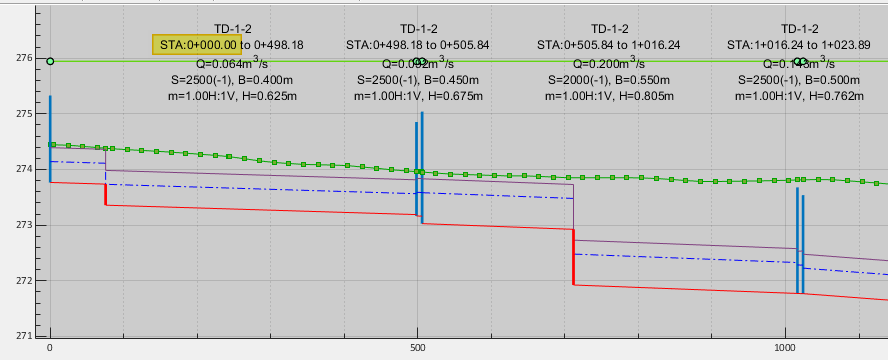 TD-1-2
STA:0+000.00 to 0+498.18
Q=0.064m³/s
S=2500(-1), B=0.400m
m=1.00H:1V, H=0.625m
TD-1-2
STA:0+498.18 to 0+505.84
Q=0.092m³/s
S=2500(-1), B=0.450m
m=1.00H:1V, H=0.675m
TD-1-2
STA:0+505.84 to 1+016.24
Q=0.200m³/s
S=2000(-1), B=0.550m
m=1.00H:1V, H=0.805m
TD-1-2
STA:1+016.24 to 1+023.89
Q=0.143m³/s
S=2500(-1), B=0.500m
m=1.00H:1V, H=0.762m
276
275
274
273
272
271
0 500 1000